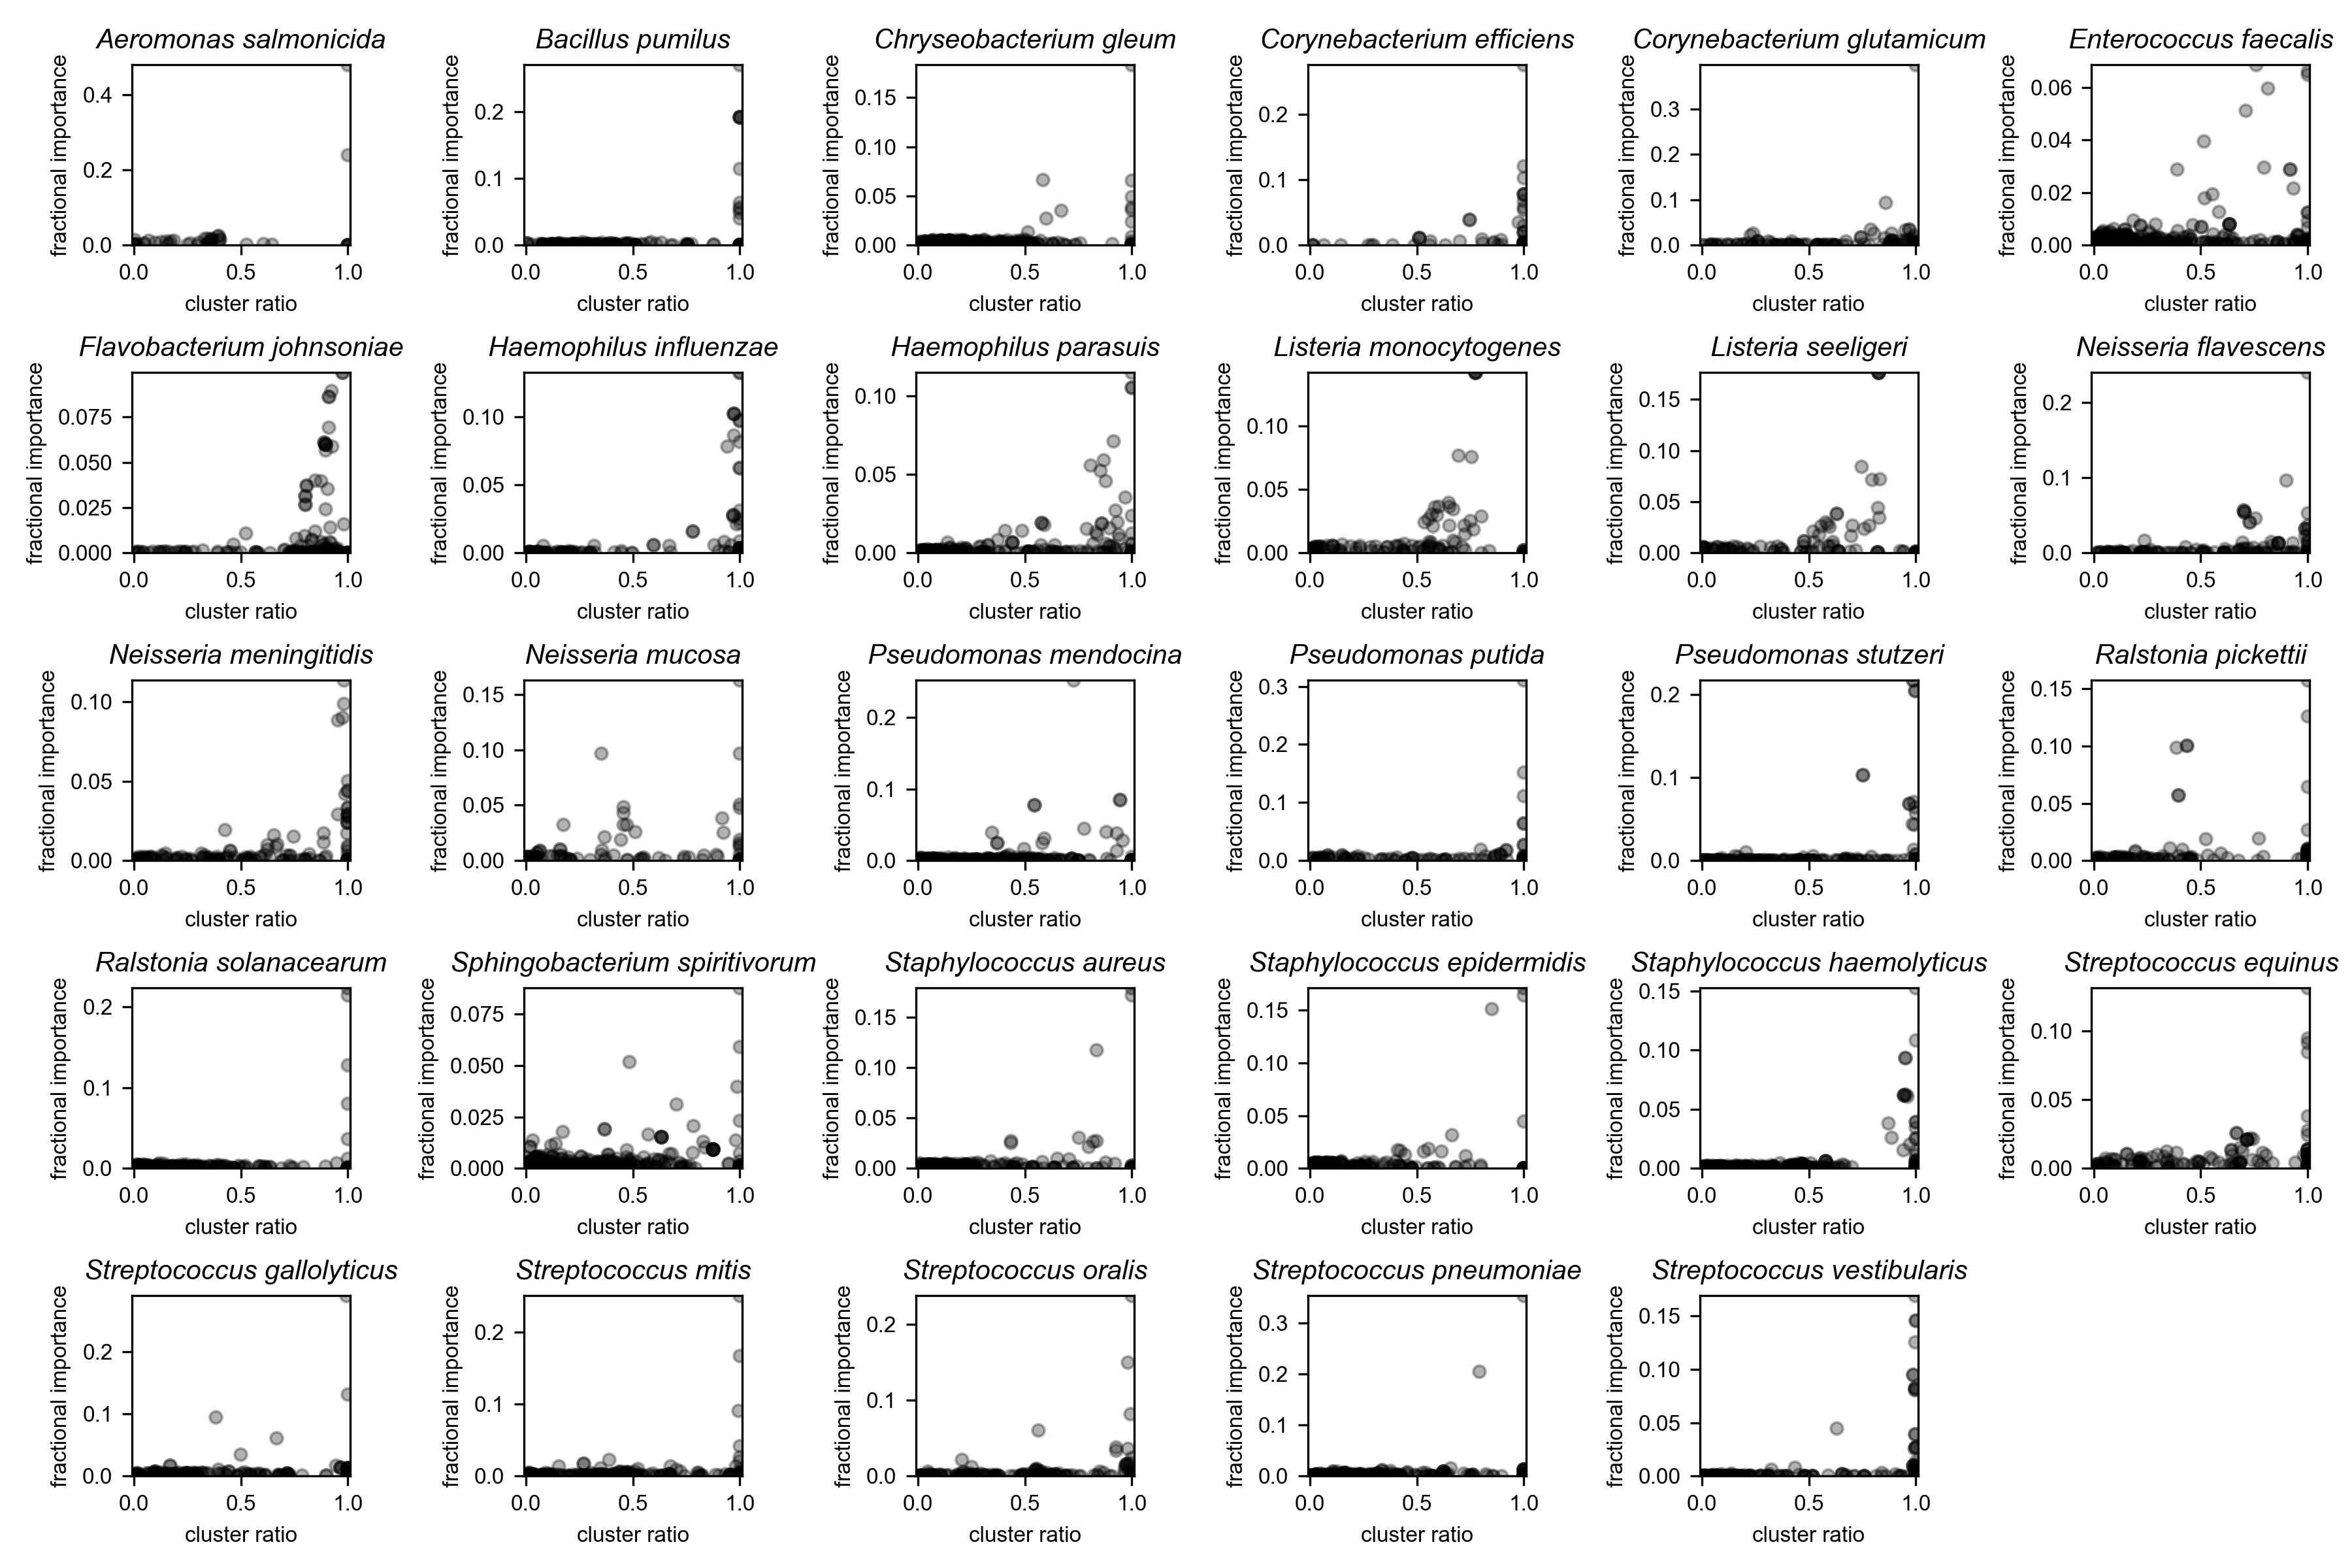 Aeromonas salmonicida
fractional importance
0.4
0.2
0.0
0.0 0.5 1.0
cluster ratio
Bacillus pumilus
fractional importance
0.2
0.1
0.0
0.0 0.5 1.0
cluster ratio
Chryseobacterium gleum
fractional importance
0.15
0.10
0.05
0.00
0.0 0.5 1.0
cluster ratio
Corynebacterium efficiens
fractional importance
0.2
0.1
0.0
0.0 0.5 1.0
cluster ratio
Corynebacterium glutamicum
fractional importance
0.3
0.2
0.1
0.0
0.0 0.5 1.0
cluster ratio
Enterococcus faecalis
fractional importance
0.06
0.04
0.02
0.00
0.0 0.5 1.0
cluster ratio
Flavobacterium johnsoniae
fractional importance
0.075
0.050
0.025
0.000
0.0 0.5 1.0
cluster ratio
Haemophilus influenzae
fractional importance
0.10
0.05
0.00
0.0 0.5 1.0
cluster ratio
Haemophilus parasuis
fractional importance
0.10
0.05
0.00
0.0 0.5 1.0
cluster ratio
Listeria monocytogenes
fractional importance
0.10
0.05
0.00
0.0 0.5 1.0
cluster ratio
Listeria seeligeri
fractional importance
0.15
0.10
0.05
0.00
0.0 0.5 1.0
cluster ratio
Neisseria flavescens
fractional importance
0.2
0.1
0.0
0.0 0.5 1.0
cluster ratio
Neisseria meningitidis
fractional importance
0.10
0.05
0.00
0.0 0.5 1.0
cluster ratio
Neisseria mucosa
fractional importance
0.15
0.10
0.05
0.00
0.0 0.5 1.0
cluster ratio
Pseudomonas mendocina
fractional importance
0.2
0.1
0.0
0.0 0.5 1.0
cluster ratio
Pseudomonas putida
fractional importance
0.3
0.2
0.1
0.0
0.0 0.5 1.0
cluster ratio
Pseudomonas stutzeri
fractional importance
0.2
0.1
0.0
0.0 0.5 1.0
cluster ratio
Ralstonia pickettii
fractional importance
0.15
0.10
0.05
0.00
0.0 0.5 1.0
cluster ratio
Ralstonia solanacearum
fractional importance
0.2
0.1
0.0
0.0 0.5 1.0
cluster ratio
Sphingobacterium spiritivorum
fractional importance
0.075
0.050
0.025
0.000
0.0 0.5 1.0
cluster ratio
Staphylococcus aureus
fractional importance
0.15
0.10
0.05
0.00
0.0 0.5 1.0
cluster ratio
Staphylococcus epidermidis
fractional importance
0.15
0.10
0.05
0.00
0.0 0.5 1.0
cluster ratio
Staphylococcus haemolyticus
fractional importance
0.15
0.10
0.05
0.00
0.0 0.5 1.0
cluster ratio
Streptococcus equinus
fractional importance
0.10
0.05
0.00
0.0 0.5 1.0
cluster ratio
Streptococcus gallolyticus
fractional importance
0.2
0.1
0.0
0.0 0.5 1.0
cluster ratio
Streptococcus mitis
fractional importance
0.2
0.1
0.0
0.0 0.5 1.0
cluster ratio
Streptococcus oralis
fractional importance
0.2
0.1
0.0
0.0 0.5 1.0
cluster ratio
Streptococcus pneumoniae
fractional importance
0.3
0.2
0.1
0.0
0.0 0.5 1.0
cluster ratio
Streptococcus vestibularis
fractional importance
0.15
0.10
0.05
0.00
0.0 0.5 1.0
cluster ratio